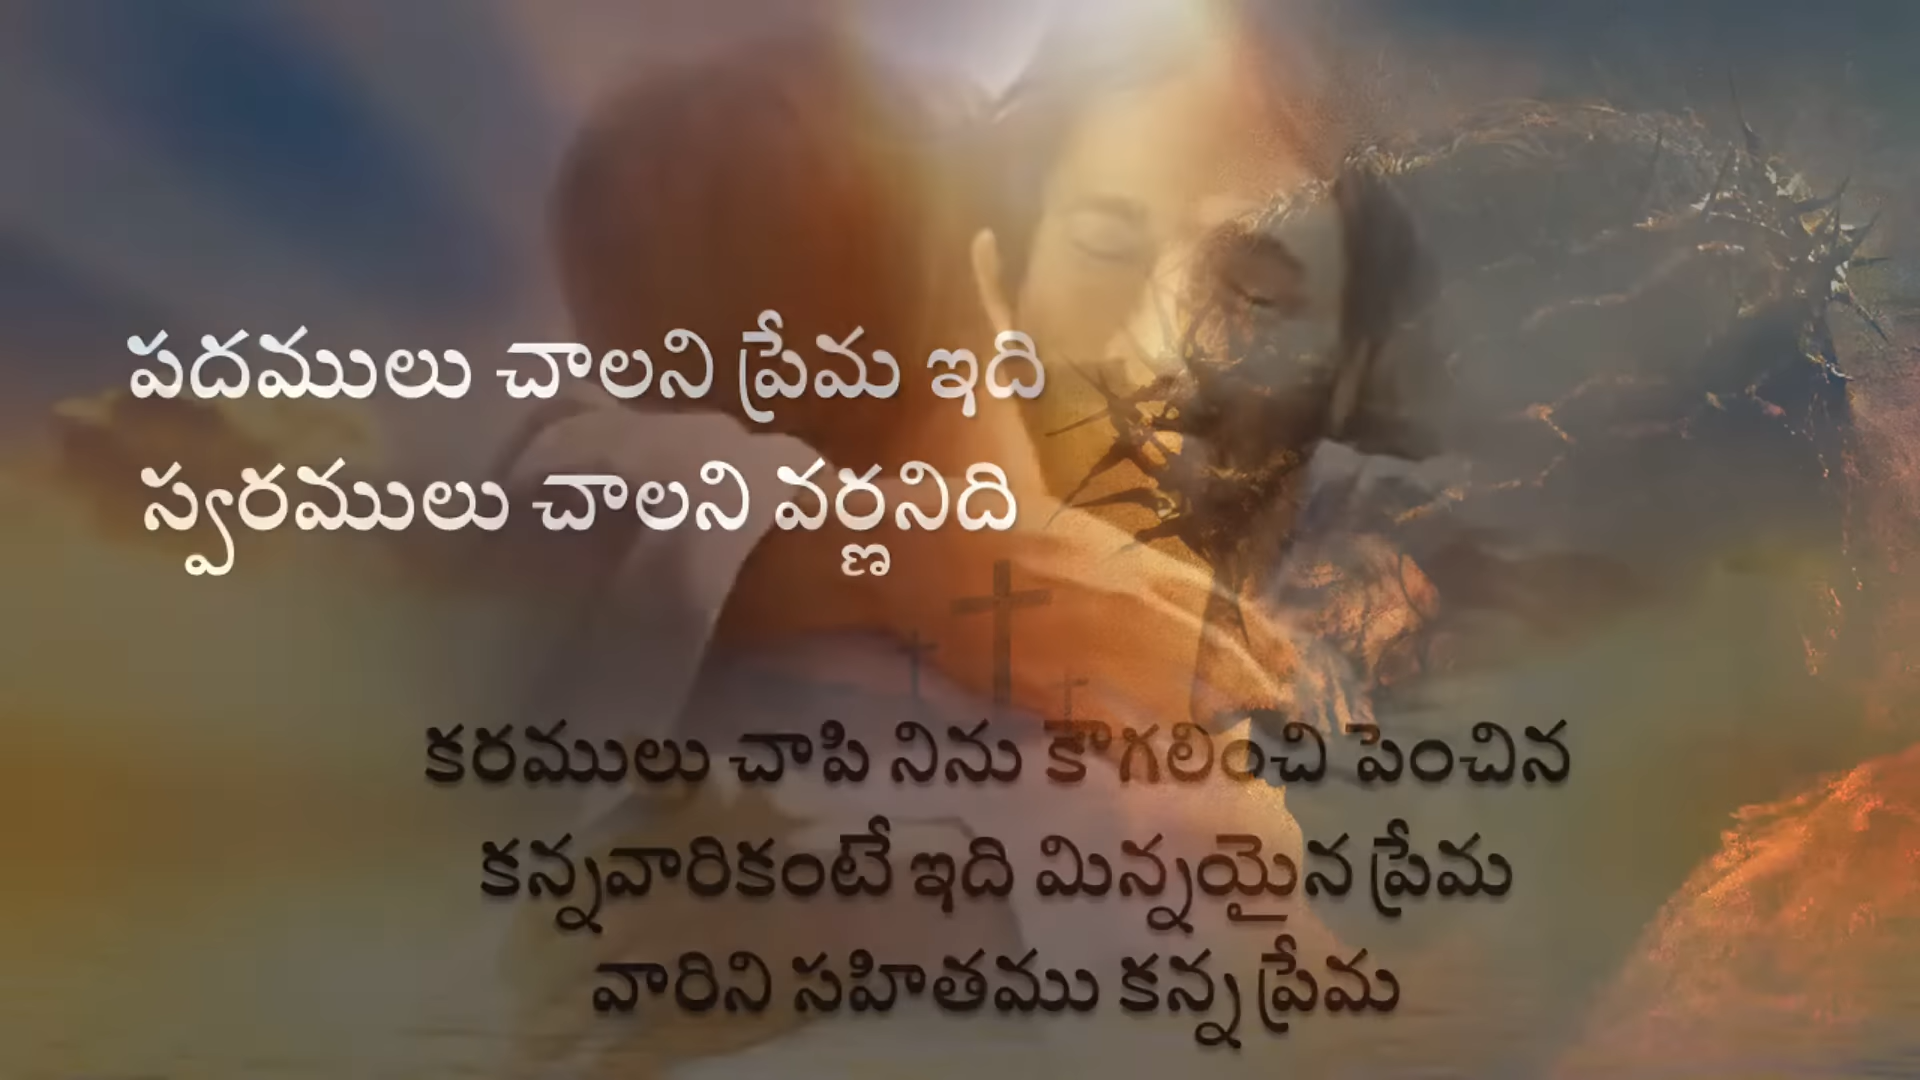 పదములు చాలని ప్రేమ ఇది
స్వరములు చాలని వర్ణనిది
కరములు చాపి నిను కౌగలించి పెంచిన
కన్నవారికంటే ఇది మిన్నయైన ప్రేమ
వారిని సహితము కన్న ప్రేమ